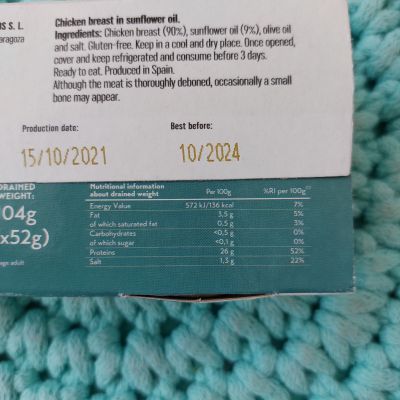 S S. L.
aragoza
Chicken breast in sunflower oil.
Ingredients: Chicken breast (90%), sunflower oil (9%), olive oil
and salt. Gluten-free. Keep in a cool and dry place. Once opened,
cover and keep refrigerated and consume before 3 days.
Ready to eat. Produced in Spain.
Although the meat is thoroughly deboned, occasionally a small
bone may appear.
Production date: Best before:
15/10/2021 10/2024
DRAINED
WEIGHT:
04g
x52g)
Nutritional information
about drained weight Per 100g %RI per 100g
Energy Value 572 kJ/136 kcal 7%
Fat 3,5 g 5%
of which saturated fat 0,5 g 3%
Carbohydrates <0,5 g 0%
of which sugar <0,1 g 0%
Proteins 26 g 52%
Salt 1,3 g 22%